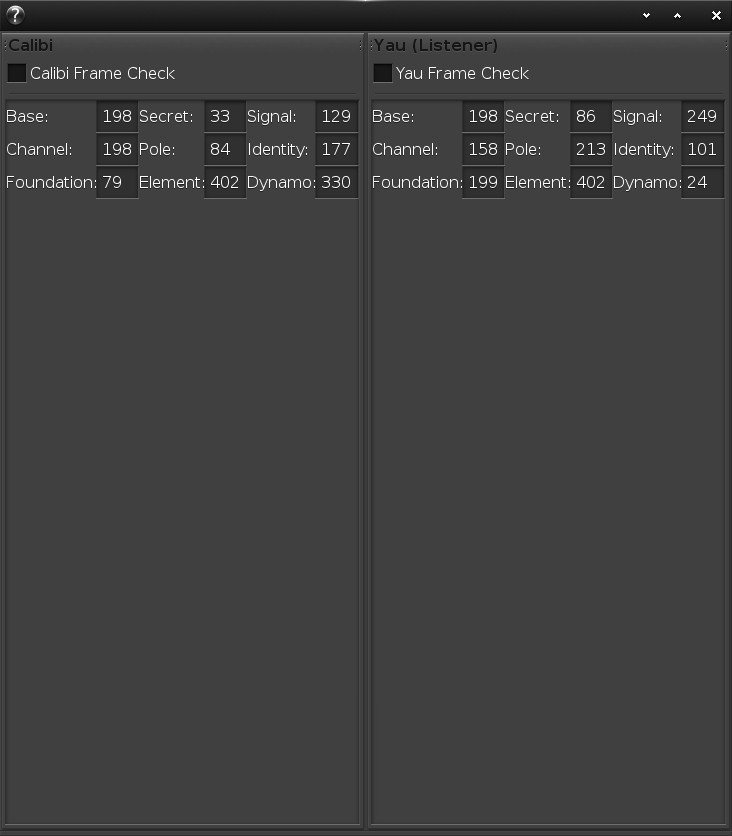 Calibi
Calibi Frame Check
Base: 198 Secret: 33 Signal: 129
Channel: 198 Pole: 84 Identity: 177
Foundation: 79 Element: 402 Dynamo: 330
Yau (Listener)
Yau Frame Check
Base: 198 Secret: 86 Signal: 249
Channel: 158 Pole: 213 Identity: 101
Foundation: 199 Element: 402 Dynamo: 24